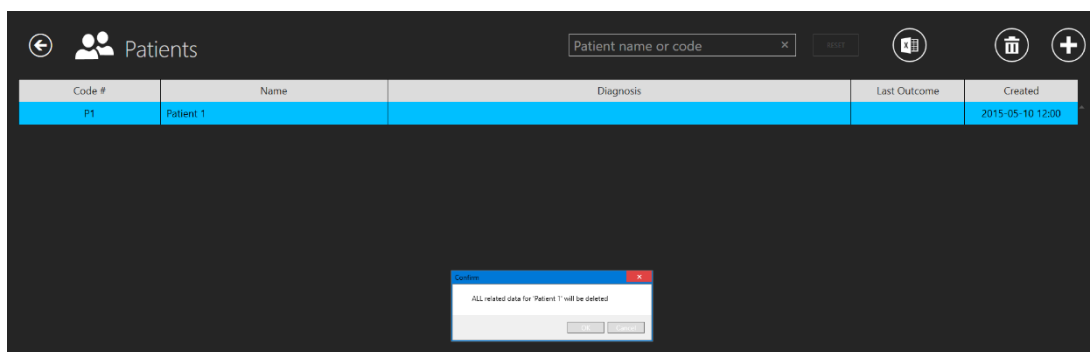 Patients
Patient name or code
RESET
Code #
Name
Diagnosis
Last Outcome
Created
P1
Patient 1
2015-05-10 12:00
Confirm
ALL related data for 'Patient 1' will be deleted
OK
Cancel